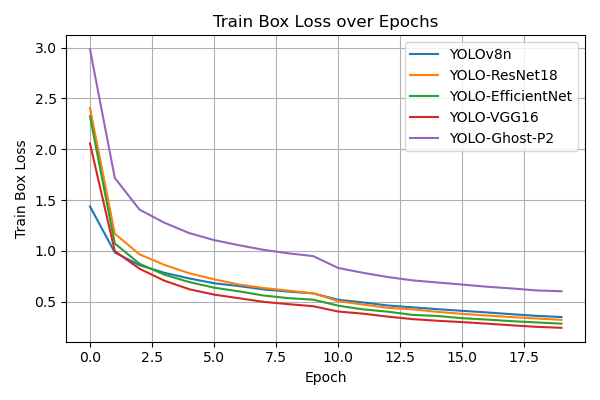 Train Box Loss over Epochs
YOLOv8n
YOLO-ResNet18
YOLO-EfficientNet
YOLO-VGG16
YOLO-Ghost-P2
Train Box Loss
3.0
2.5
2.0
1.5
1.0
0.5
0.0 2.5 5.0 7.5 10.0 12.5 15.0 17.5
Epoch